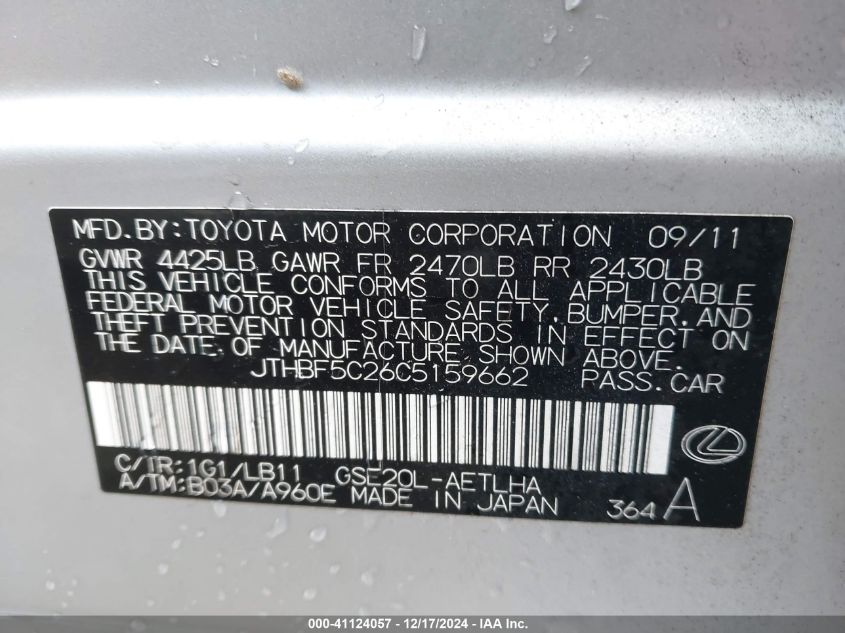 MFD.BY:TOYOTA MOTOR CORPORATION 09/11
GVWR 4425LB GAWR FR 2470LB RR 2430LB
THIS VEHICLE CONFORMS TO ALL APPLICABLE
FEDERAL MOTOR VEHICLE SAFETY,BUMPER,AND
THEFT PREVENTION STANDARDS IN EFFECT ON
THE DATE OF MANUFACTURE SHOWN ABOVE.
JTHBF5C26C5159662 PASS.CAR
C/TR:1G1/LB11 GSE20L-AETLHA
A/TM:B03A/A960E MADE IN JAPAN 364 A
000-41124057 - 12/17/2024 - IAA Inc.